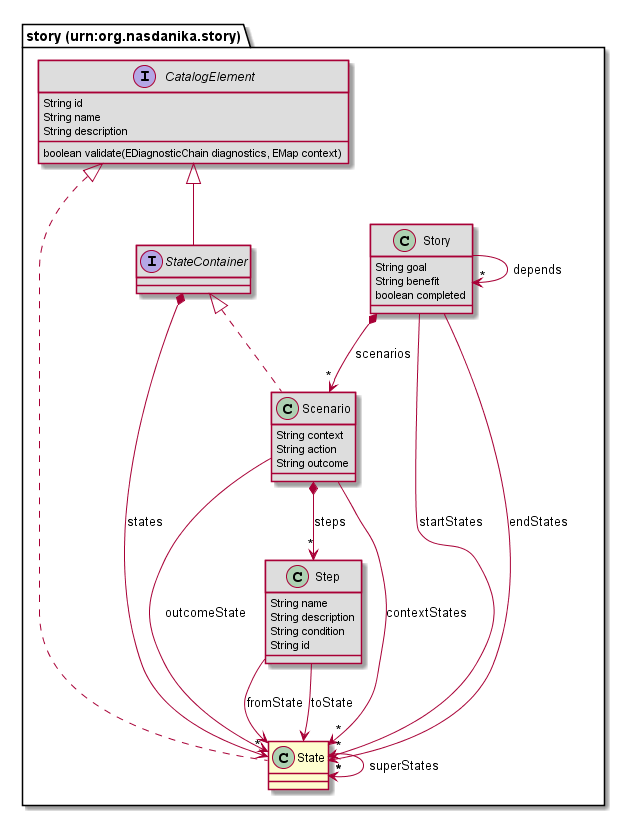 story (urn:org.nasdanika.story)
I CatalogElement
String id
String name
String description
boolean validate(EDiagnosticChain diagnostics, EMap context)
I StateContainer
C Story
String goal
String benefit
boolean completed
depends
*
scenarios
*
C Scenario
String context
String action
String outcome
states
steps
*
startStates
endStates
C Step
String name
String description
String condition
String id
outcomeState
contextStates
fromState
toState
*
*
*
*
C State
superStates
*